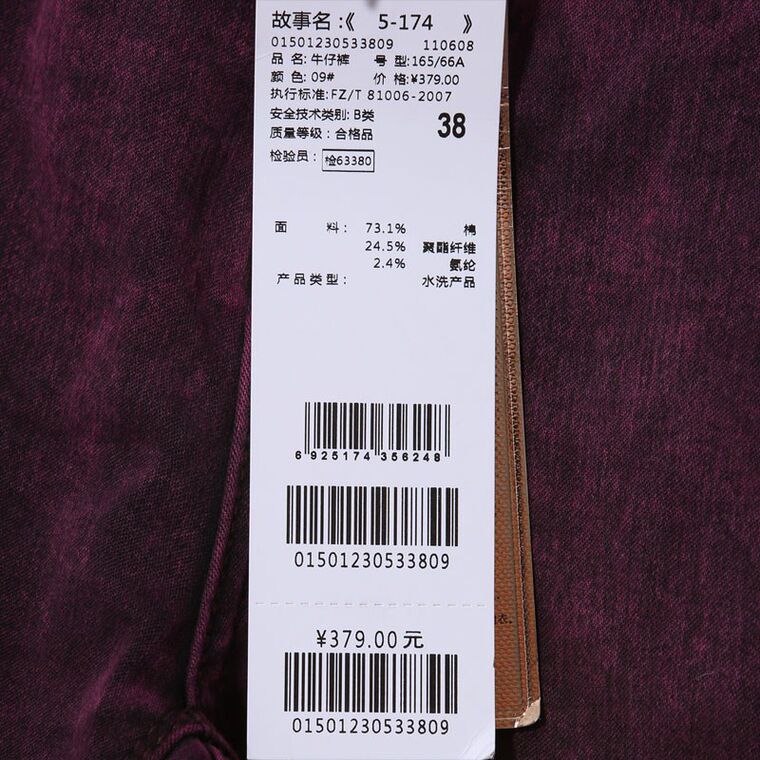 故事名:《 5-174 》
01501230533809 110608
品 名:牛仔裤 号 型:165/66A
颜 色:09# 价 格:¥379.00
执行标准:FZ/T 81006-2007
安全技术类别:B类
质量等级:合格品 38
检验员: 检63380
面 料: 73.1% 棉
24.5% 聚酯纤维
2.4% 氨纶
产品类型: 水洗产品
6 925174 356248
01501230533809
¥379.00 元
01501230533809